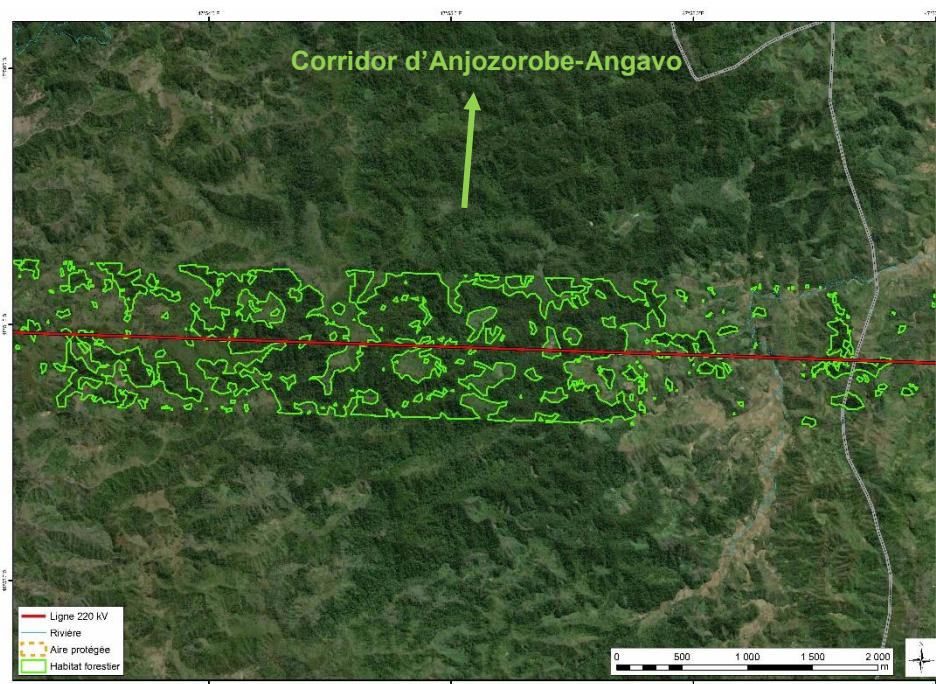 Corridor d’Anjozorobe-Angavo
Ligne 220 kV
Rivière
Aire protégée
Habitat forestier
0 500 1 000 1 500 2 000
m